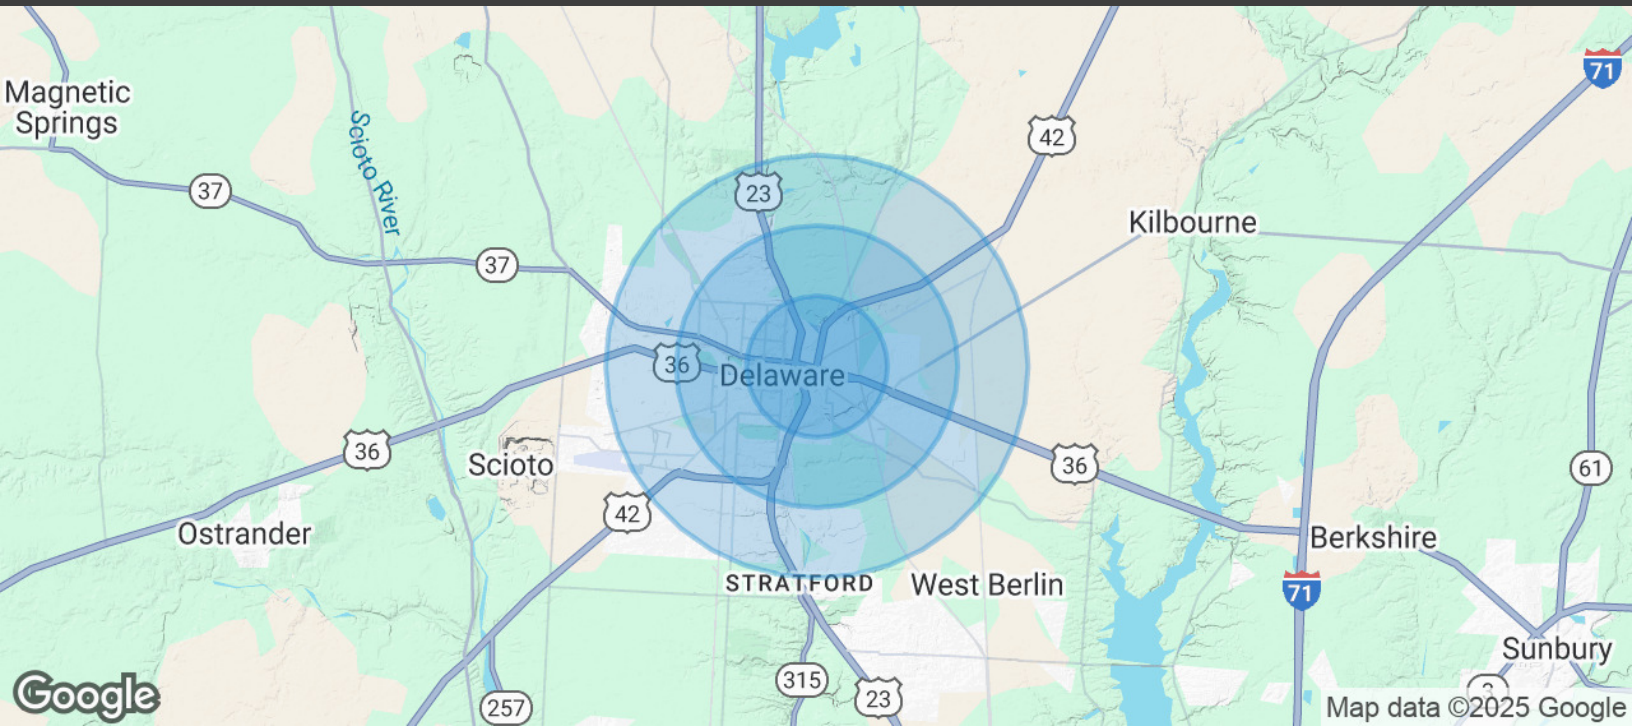 71
Magnetic
Springs
42
Scioto River
37
23
Kilbourne
37
36
Delaware
36
36
Scioto
61
42
Ostrander
Berkshire
STRATFORD
West Berlin
71
Sunbury
315
23
257
3
Google
Map data ©2025 Google